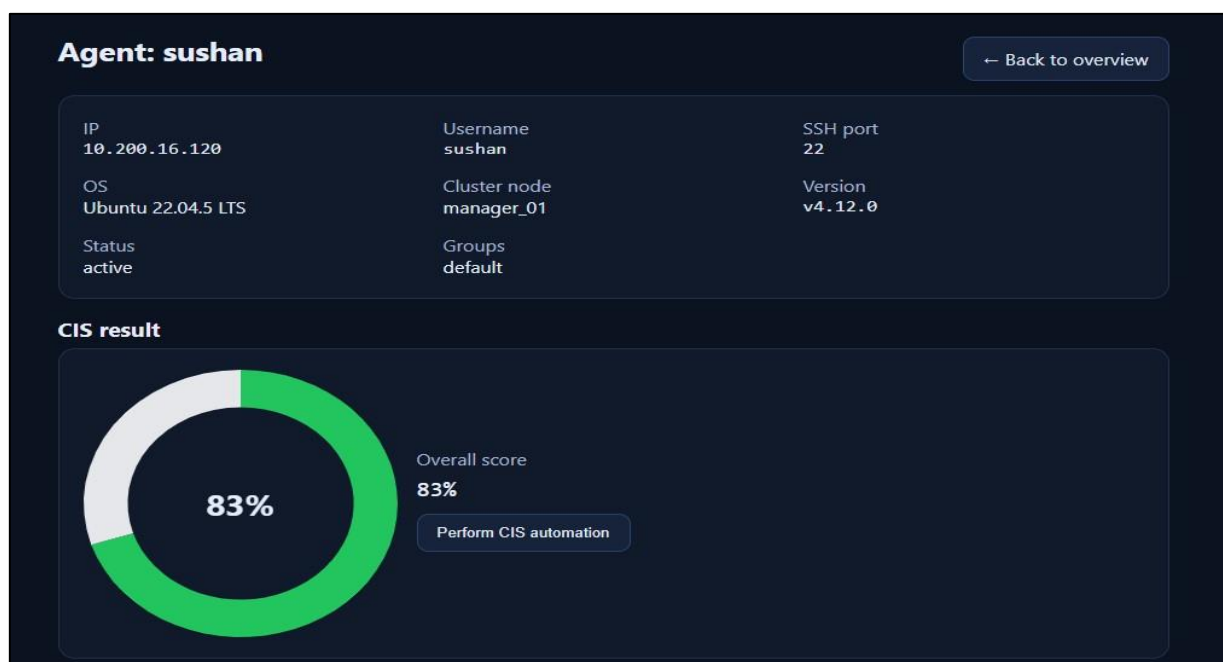 Agent: sushan
← Back to overview
IP
10.200.16.120
Username
sushan
SSH port
22
OS
Ubuntu 22.04.5 LTS
Cluster node
manager_01
Version
v4.12.0
Status
active
Groups
default
CIS result
83%
Overall score
83%
Perform CIS automation